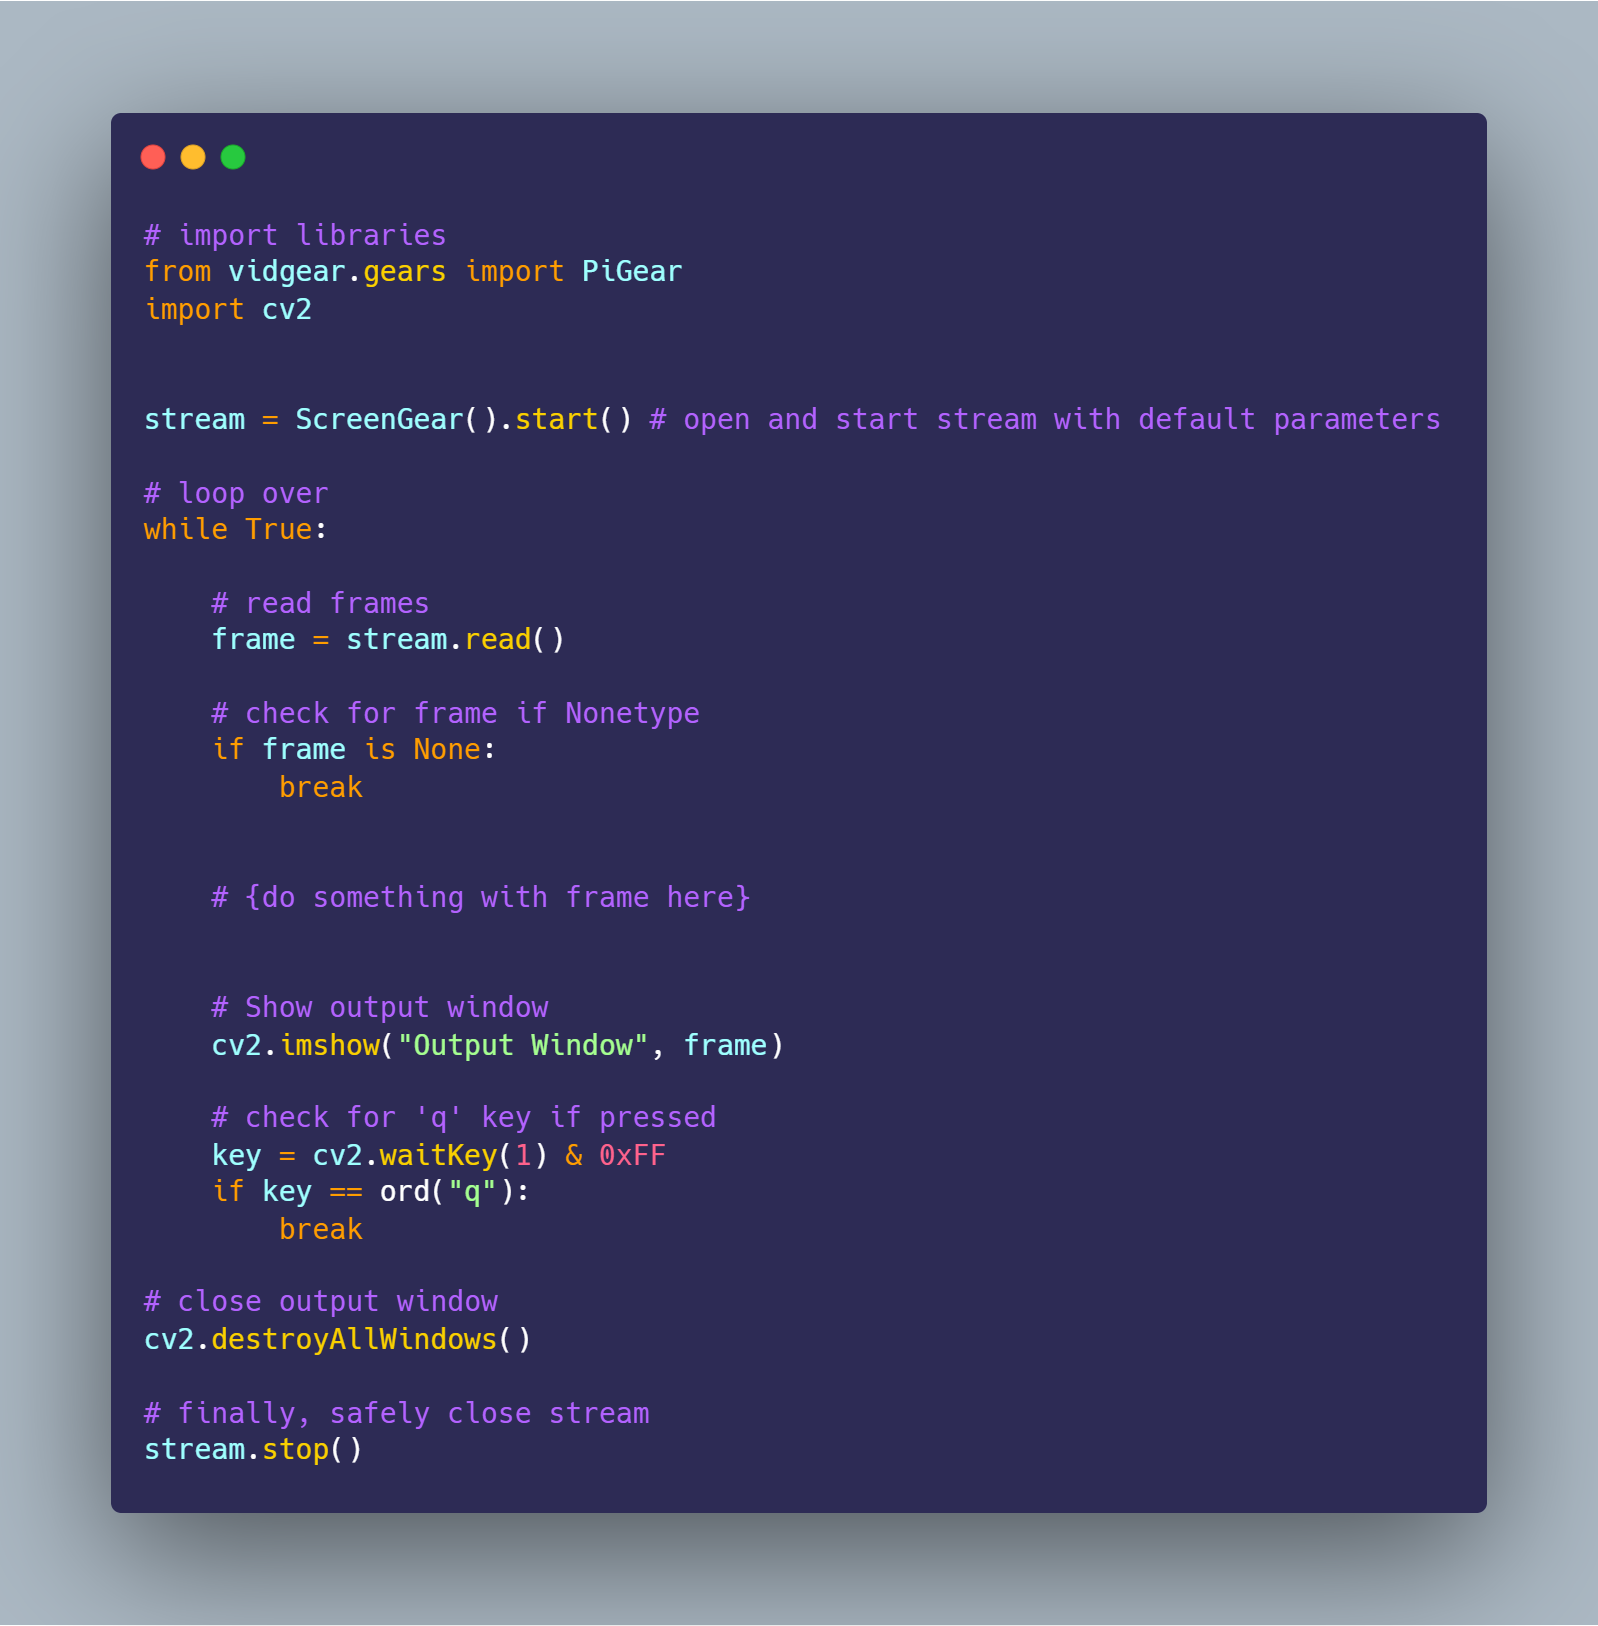 # import libraries
from vidgear.gears import PiGear
import cv2
stream = ScreenGear().start() # open and start stream with default parameters
# loop over
while True:
    # read frames
    frame = stream.read()
    # check for frame if Nonetype
    if frame is None:
        break
    # {do something with frame here}
    # Show output window
    cv2.imshow("Output Window", frame)
    # check for 'q' key if pressed
    key = cv2.waitKey(1) & 0xFF
    if key == ord("q"):
        break
# close output window
cv2.destroyAllWindows()
# finally, safely close stream
stream.stop()